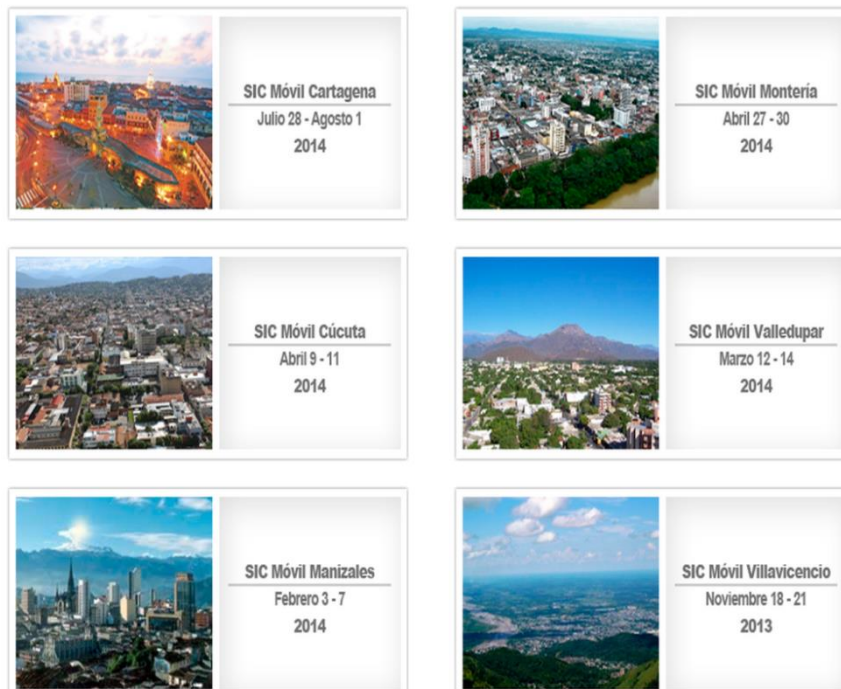 SIC Móvil Cartagena
Julio 28 - Agosto 1
2014
SIC Móvil Montería
Abril 27 - 30
2014
SIC Móvil Cúcuta
Abril 9 - 11
2014
SIC Móvil Valledupar
Marzo 12 - 14
2014
SIC Móvil Manizales
Febrero 3 - 7
2014
SIC Móvil Villavicencio
Noviembre 18 - 21
2013